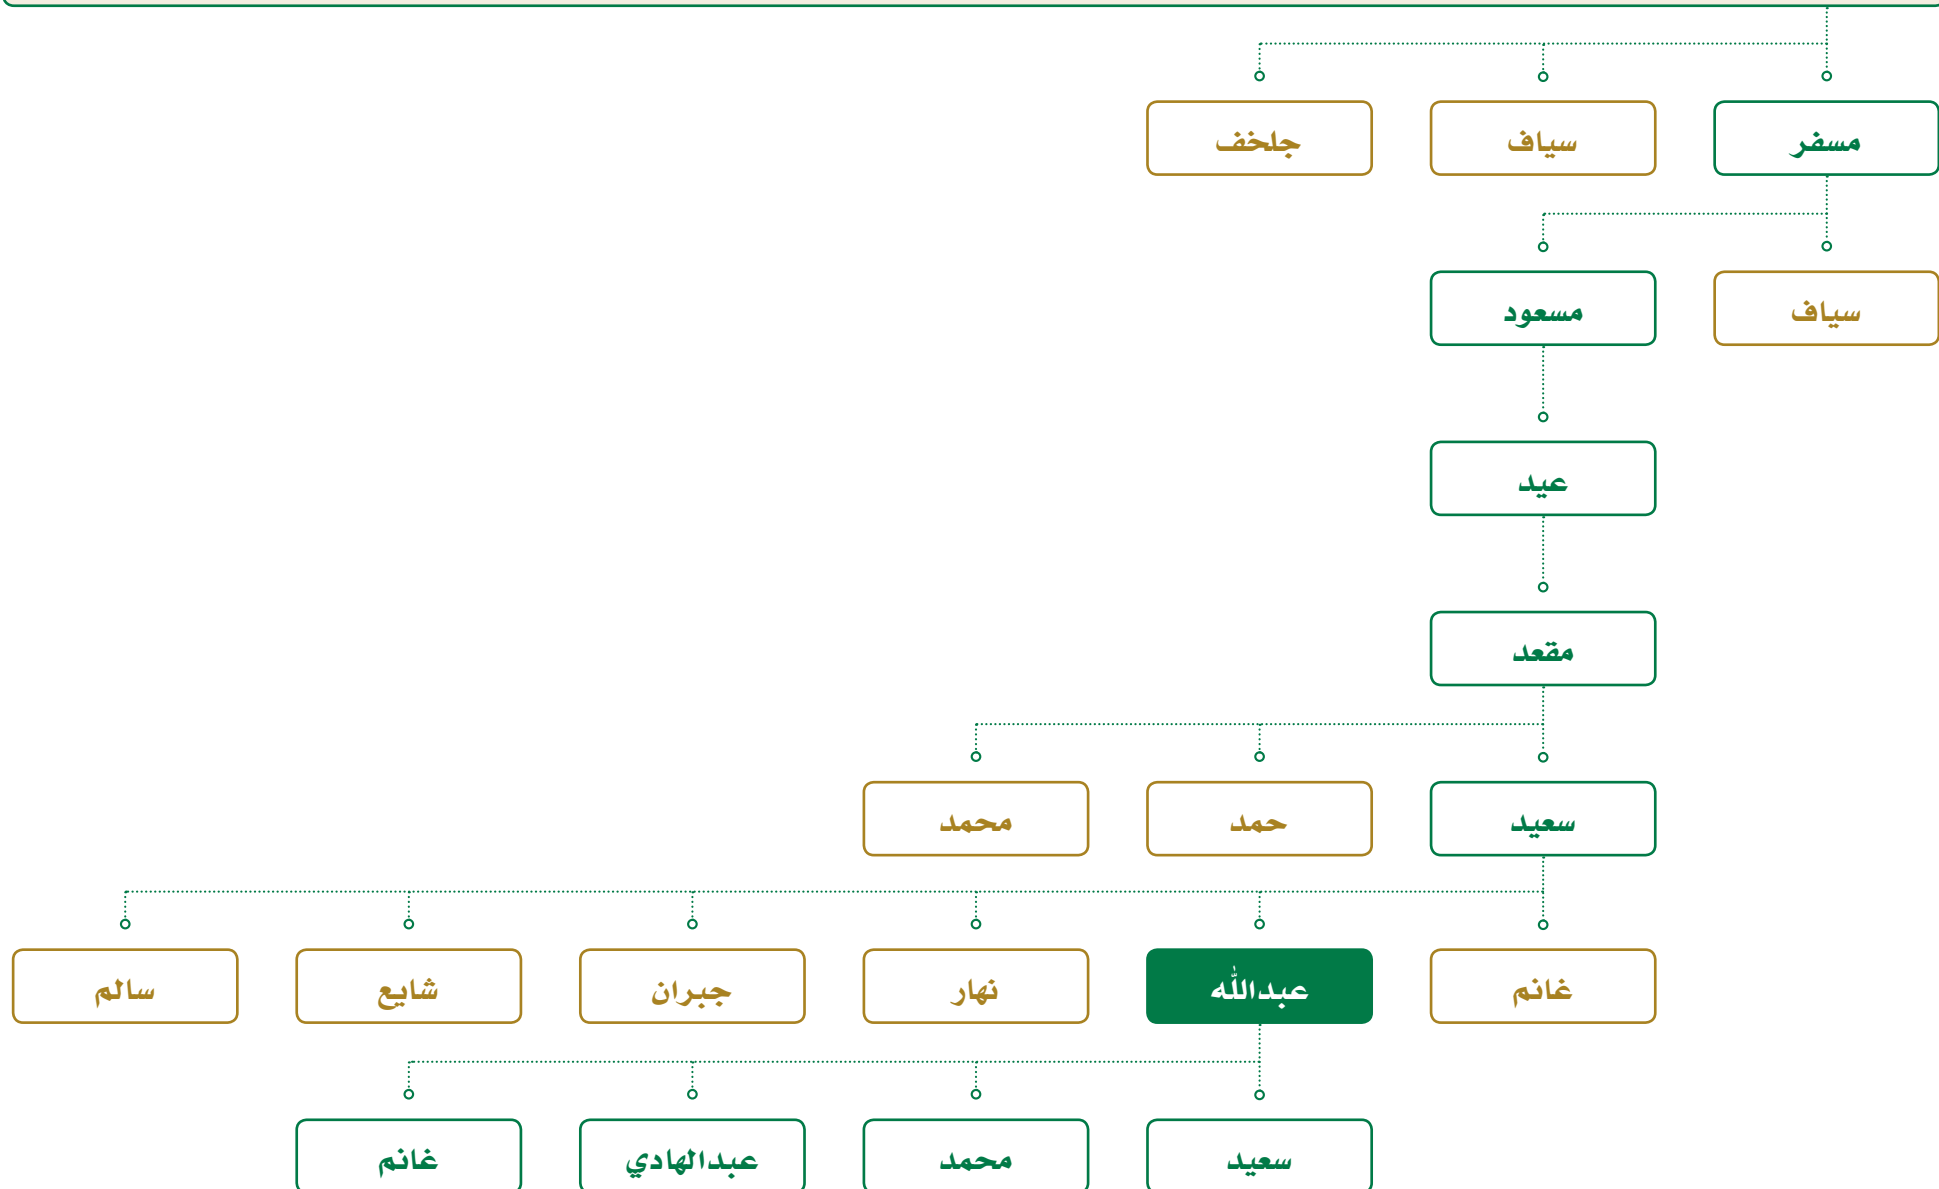 مسفر
سياف
جلخف
سياف
مسعود
عيد
مقعد
سعيد
حمد
محمد
غانم
عبدالله
نهار
جبران
شايع
سالم
سعيد
محمد
عبدالهادي
غانم